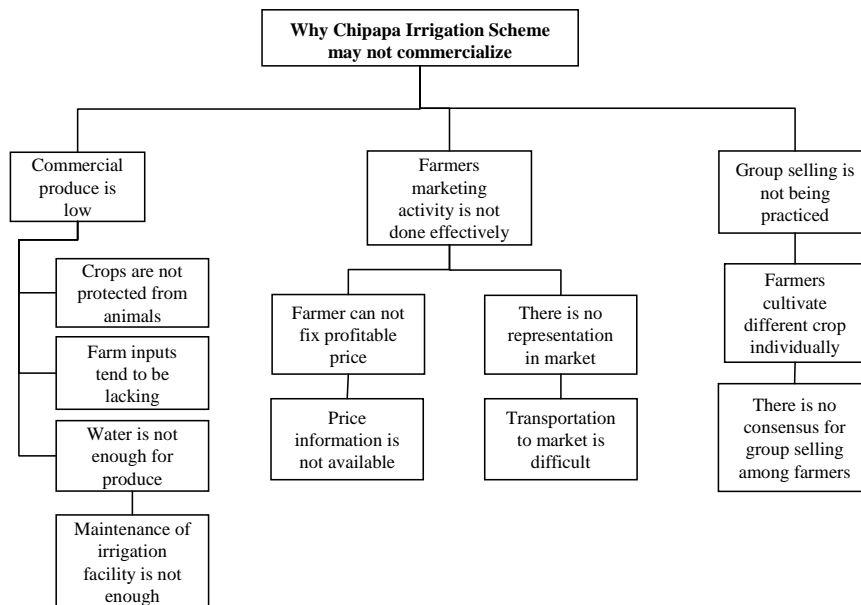 Why Chipapa Irrigation Scheme
may not commercialize
Commercial
produce is
low
Farmers
marketing
activity is not
done effectively
Group selling is
not being
practiced
Crops are not
protected from
animals
Farm inputs
tend to be
lacking
Water is not
enough for
produce
Maintenance of
irrigation
facility is not
enough
Farmer can not
fix profitable
price
Price
information is
not available
There is no
representation
in market
Transportation
to market is
difficult
Farmers
cultivate
different crop
individually
There is no
consensus for
group selling
among farmers